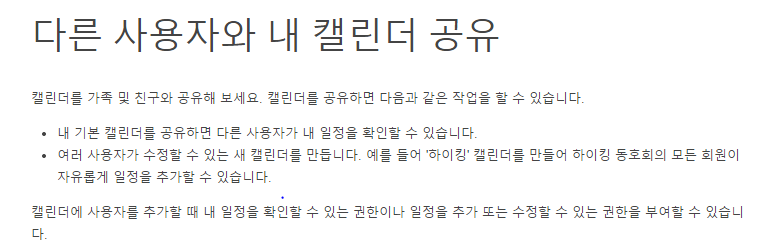 다른 사용자와 내 캘린더 공유
캘린더를 가족 및 친구와 공유해 보세요. 캘린더를 공유하면 다음과 같은 작업을 할 수 있습니다.
• 내 기본 캘린더를 공유하면 다른 사용자가 내 일정을 확인할 수 있습니다.
• 여러 사용자가 수정할 수 있는 새 캘린더를 만듭니다. 예를 들어 '하이킹' 캘린더를 만들어 하이킹 동호회의 모든 회원이
자유롭게 일정을 추가할 수 있습니다.
캘린더에 사용자를 추가할 때 내 일정을 확인할 수 있는 권한이나 일정을 추가 또는 수정할 수 있는 권한을 부여할 수 있습니
다.